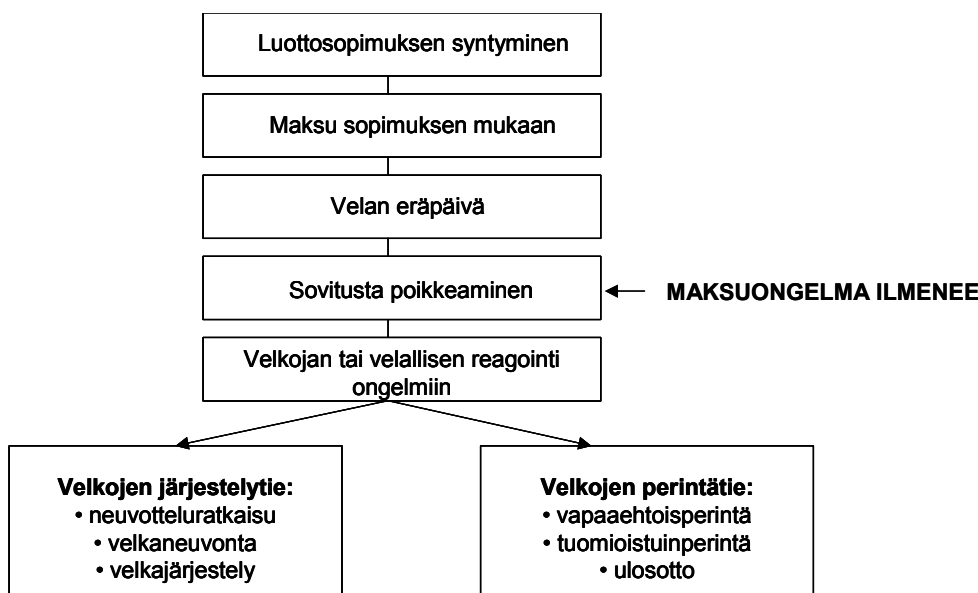 Luottosopimuksen syntyminen
Maksu sopimuksen mukaan
Velan eräpäivä
Sovitusta poikkeaminen
MAKSUONGELMA ILMENEE
Velkojan tai velallisen reagointi
ongelmiin
Velkojen järjestelytie:
• neuvotteluratkaisu
• velkaneuvonta
• velkajärjestely
Velkojen perintätie:
• vapaaehtoisperintä
• tuomioistuinperintä
• ulosotto